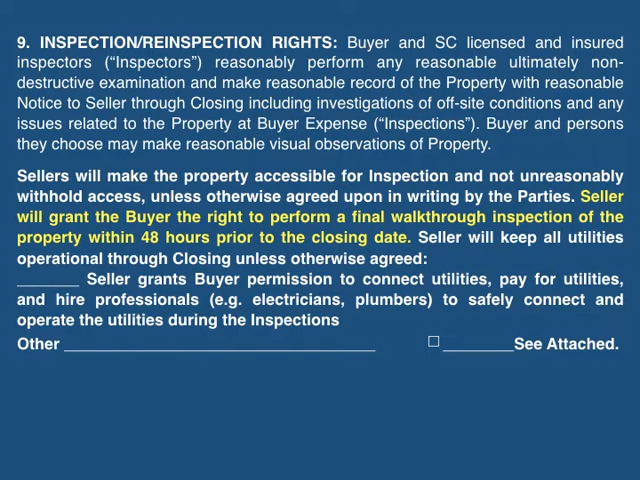 9. INSPECTION/REINSPECTION RIGHTS: Buyer and SC licensed and insured
inspectors (“Inspectors”) reasonably perform any reasonable ultimately non-
destructive examination and make reasonable record of the Property with reasonable
Notice to Seller through Closing including investigations of off-site conditions and any
issues related to the Property at Buyer Expense (“Inspections”). Buyer and persons
they choose may make reasonable visual observations of Property.
Sellers will make the property accessible for Inspection and not unreasonably
withhold access, unless otherwise agreed upon in writing by the Parties. Seller
will grant the Buyer the right to perform a final walkthrough inspection of the
property within 48 hours prior to the closing date. Seller will keep all utilities
operational through Closing unless otherwise agreed:
_______ Seller grants Buyer permission to connect utilities, pay for utilities,
and hire professionals (e.g. electricians, plumbers) to safely connect and
operate the utilities during the Inspections
Other ___________________________________ ☐ ________See Attached.